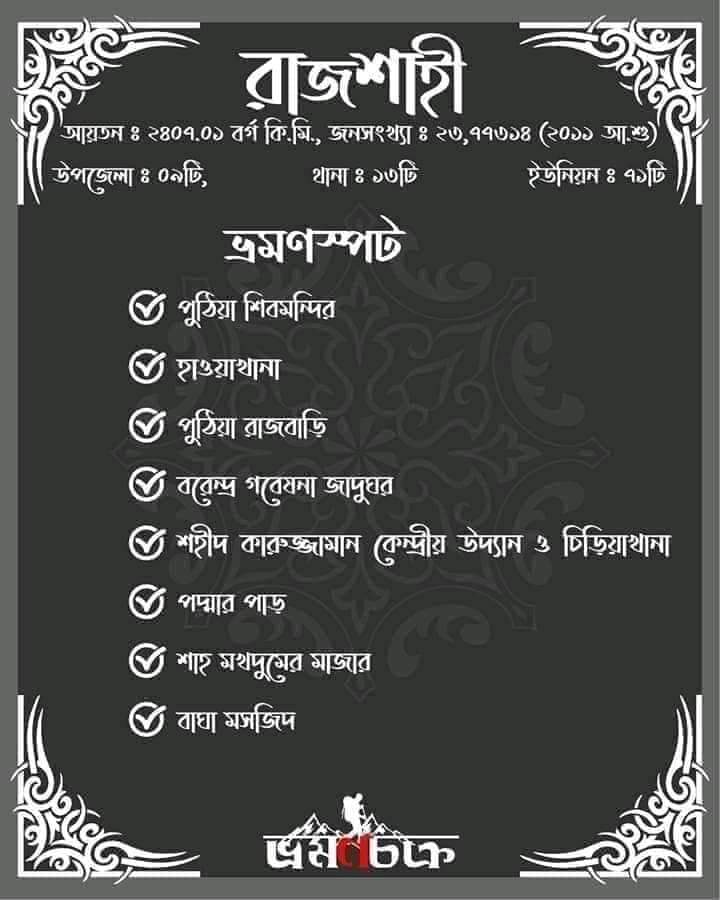 রাজশাহী
আয়তন ঃ ২৪০৭.০১ বর্গ কি.মি., জনসংখ্যা ঃ ২৩,৭৭৩১৪ (২০১১ আ.শু)
উপজেলা ঃ ০৯টি, থানা ঃ ১৩টি ইউনিয়ন ঃ ৭১টি
ভ্রমণস্পট
পুঠিয়া শিবমন্দির
হাওয়াখানা
পুঠিয়া রাজবাড়ি
বরেন্দ্র গবেষনা জাদুঘর
শহীদ কারুজ্জামান কেন্দ্রীয় উদ্যান ও চিড়িয়াখানা
পদ্মার পাড়
শাহ মখদুমের মাজার
বাঘা মসজিদ
ভ্রমণচক্র